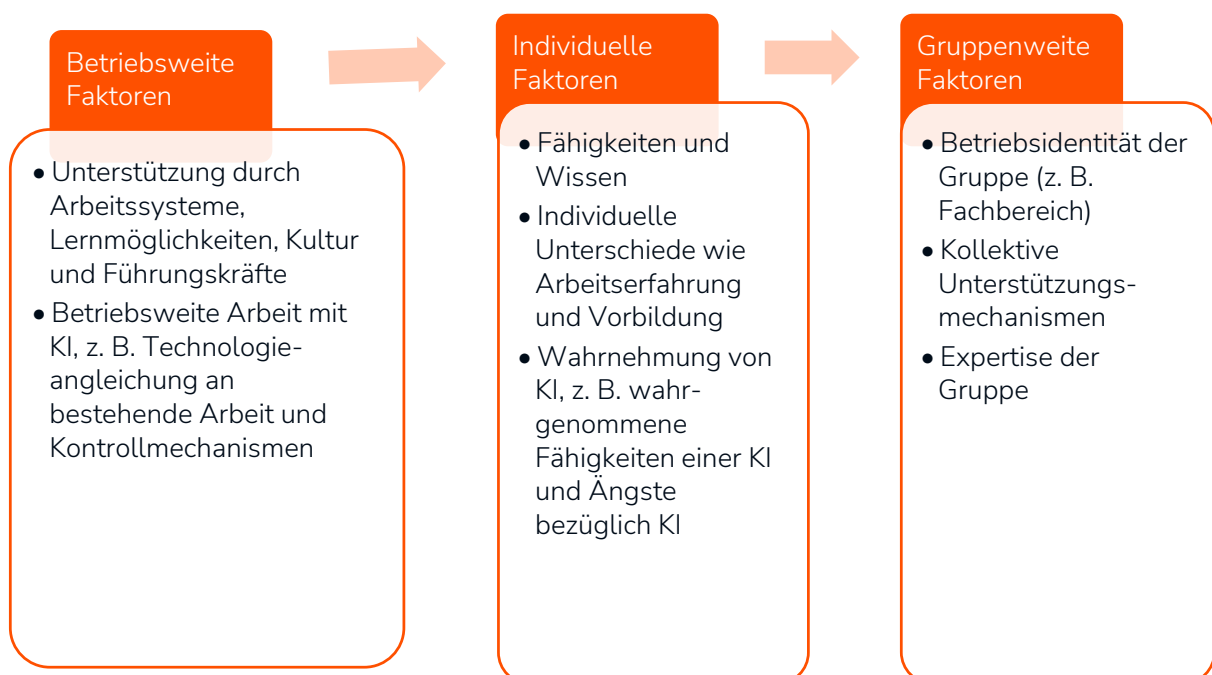 Betriebsweite
Faktoren
• Unterstützung durch
Arbeitssysteme,
Lernmöglichkeiten, Kultur
und Führungskräfte
• Betriebsweite Arbeit mit
KI, z. B. Technologie-
angleichung an
bestehende Arbeit und
Kontrollmechanismen
Individuelle
Faktoren
• Fähigkeiten und
Wissen
• Individuelle
Unterschiede wie
Arbeitserfahrung
und Vorbildung
• Wahrnehmung von
KI, z. B. wahr-
genommene
Fähigkeiten einer KI
und Ängste
bezüglich KI
Gruppenweite
Faktoren
• Betriebsidentität der
Gruppe (z. B.
Fachbereich)
• Kollektive
Unterstützungs-
mechanismen
• Expertise der
Gruppe